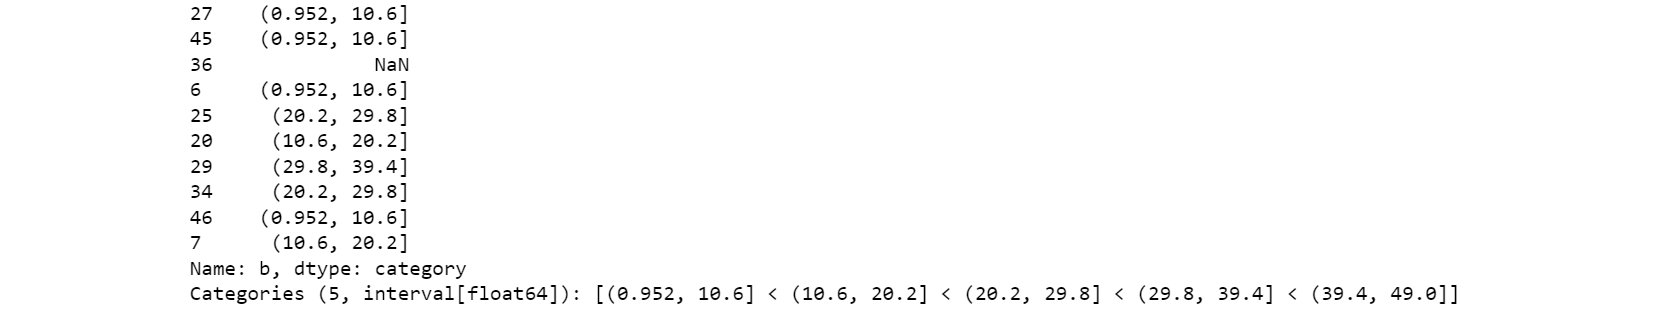 27    (0.952, 10.6]
45    (0.952, 10.6]
36              NaN
6     (0.952, 10.6]
25     (20.2, 29.8]
20     (10.6, 20.2]
29     (29.8, 39.4]
34     (20.2, 29.8]
46    (0.952, 10.6]
7      (10.6, 20.2]
Name: b, dtype: category
Categories (5, interval[float64]): [(0.952, 10.6] < (10.6, 20.2] < (20.2, 29.8] < (29.8, 39.4] < (39.4, 49.0]]